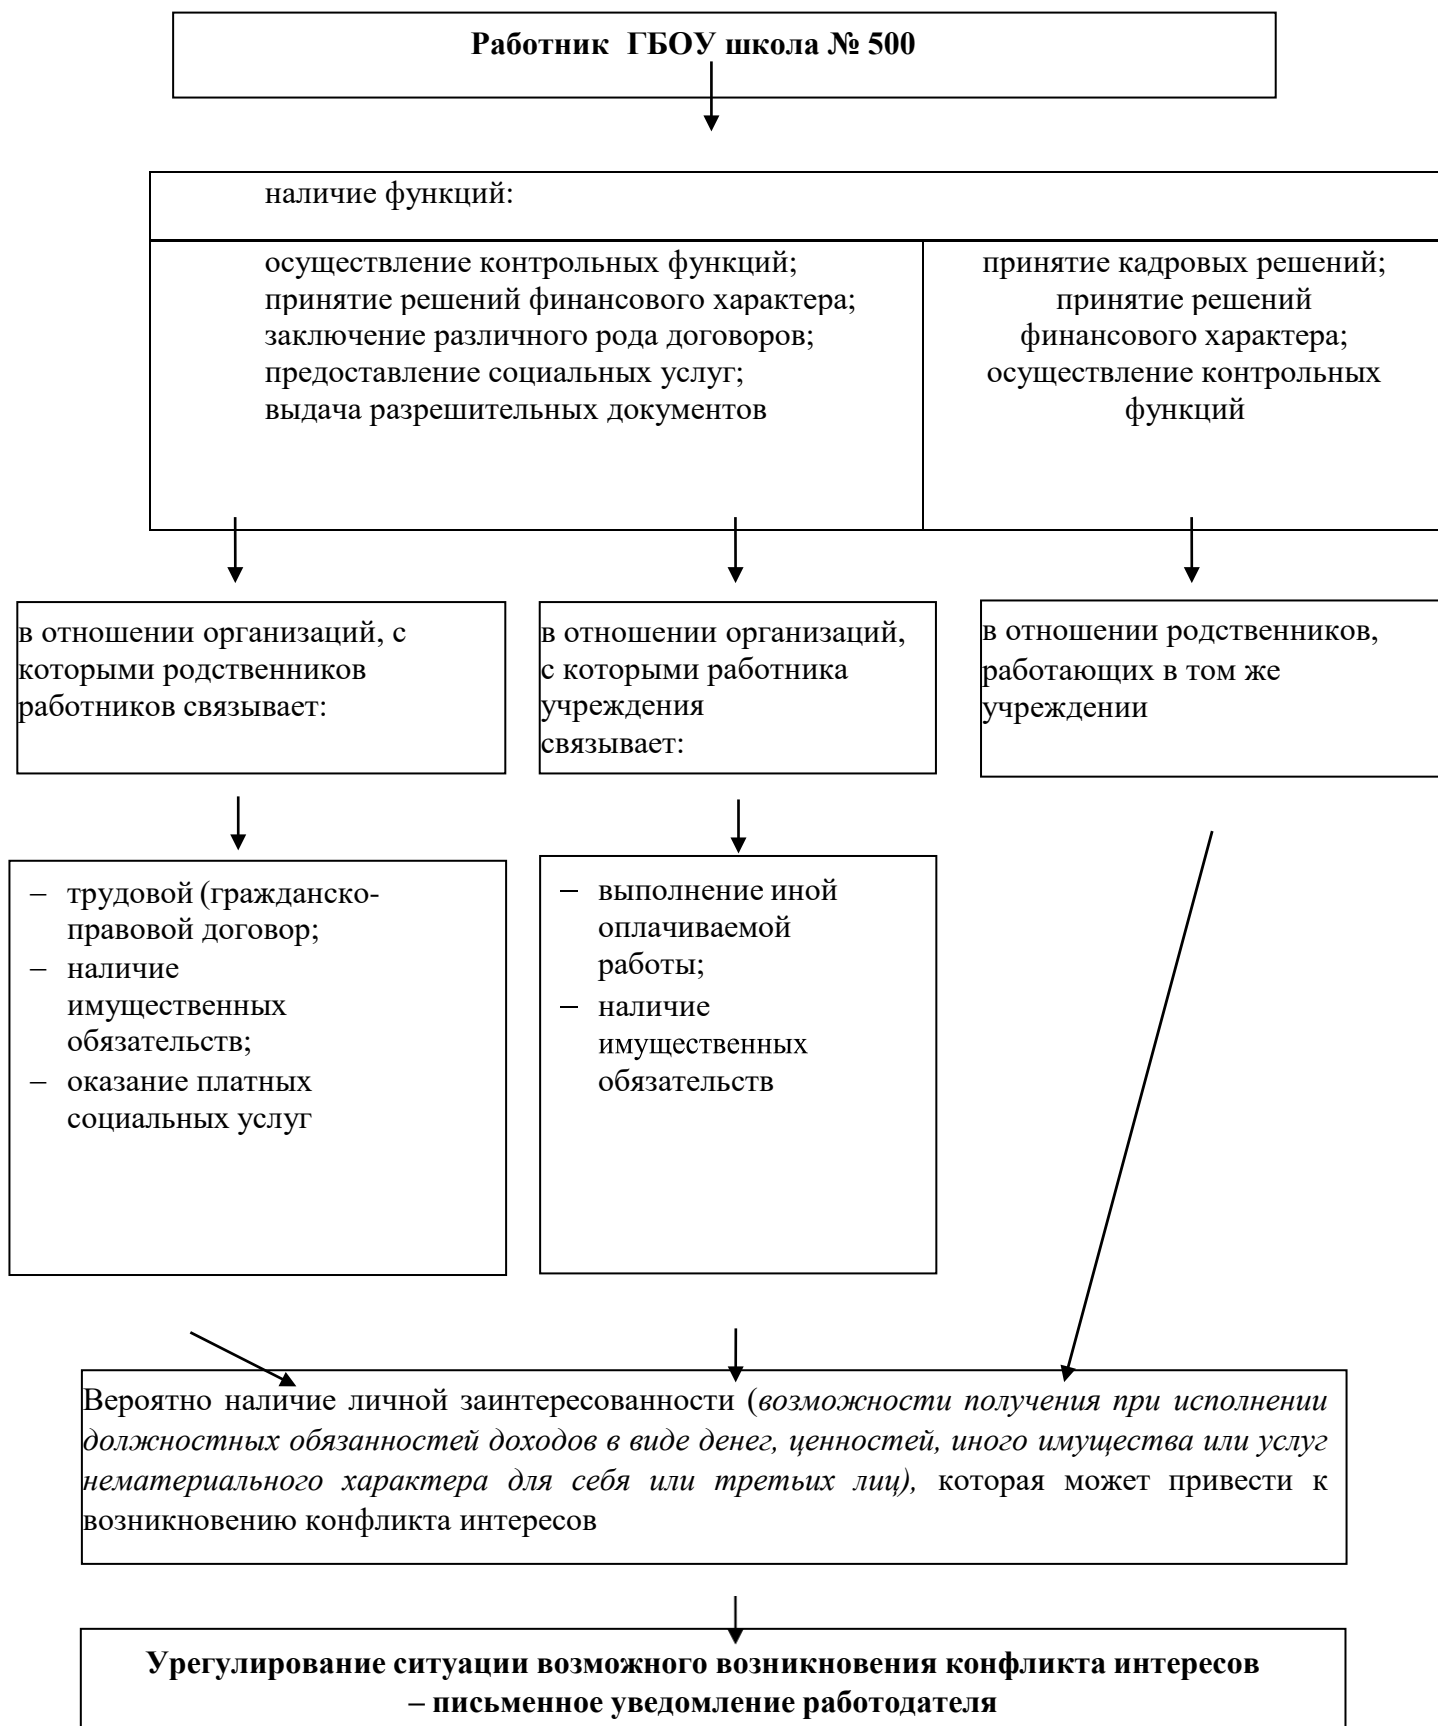 Работник ГБОУ школа № 500
наличие функций:
осуществление контрольных функций;
принятие решений финансового характера;
заключение различного рода договоров;
предоставление социальных услуг;
выдача разрешительных документов
принятие кадровых решений;
принятие решений
финансового характера;
осуществление контрольных
функций
в отношении организаций, с
которыми родственников
работников связывает:
в отношении организаций,
с которыми работника
учреждения
связывает:
в отношении родственников,
работающих в том же
учреждении
– трудовой (гражданско-
правовой договор;
– наличие
имущественных
обязательств;
– оказание платных
социальных услуг
– выполнение иной
оплачиваемой
работы;
– наличие
имущественных
обязательств
Вероятно наличие личной заинтересованности (возможности получения при исполнении
должностных обязанностей доходов в виде денег, ценностей, иного имущества или услуг
нематериального характера для себя или третьих лиц), которая может привести к
возникновению конфликта интересов
Урегулирование ситуации возможного возникновения конфликта интересов
– письменное уведомление работодателя